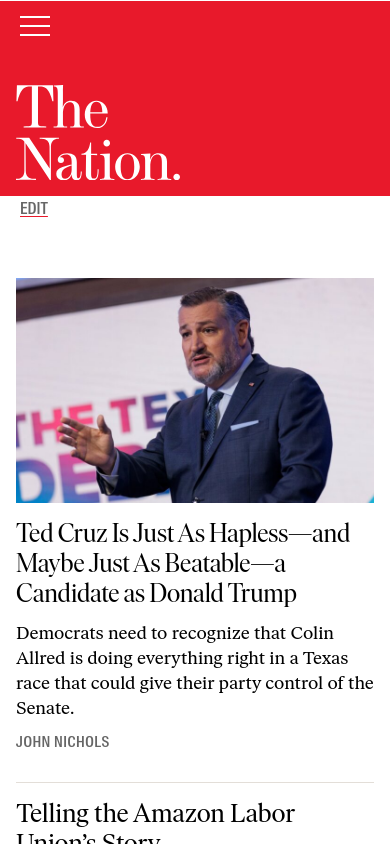 The
Nation.
EDIT
THE TEX
DEBA
Ted Cruz Is Just As Hapless—and
Maybe Just As Beatable—a
Candidate as Donald Trump
Democrats need to recognize that Colin
Allred is doing everything right in a Texas
race that could give their party control of the
Senate.
JOHN NICHOLS
Telling the Amazon Labor
Union's Story